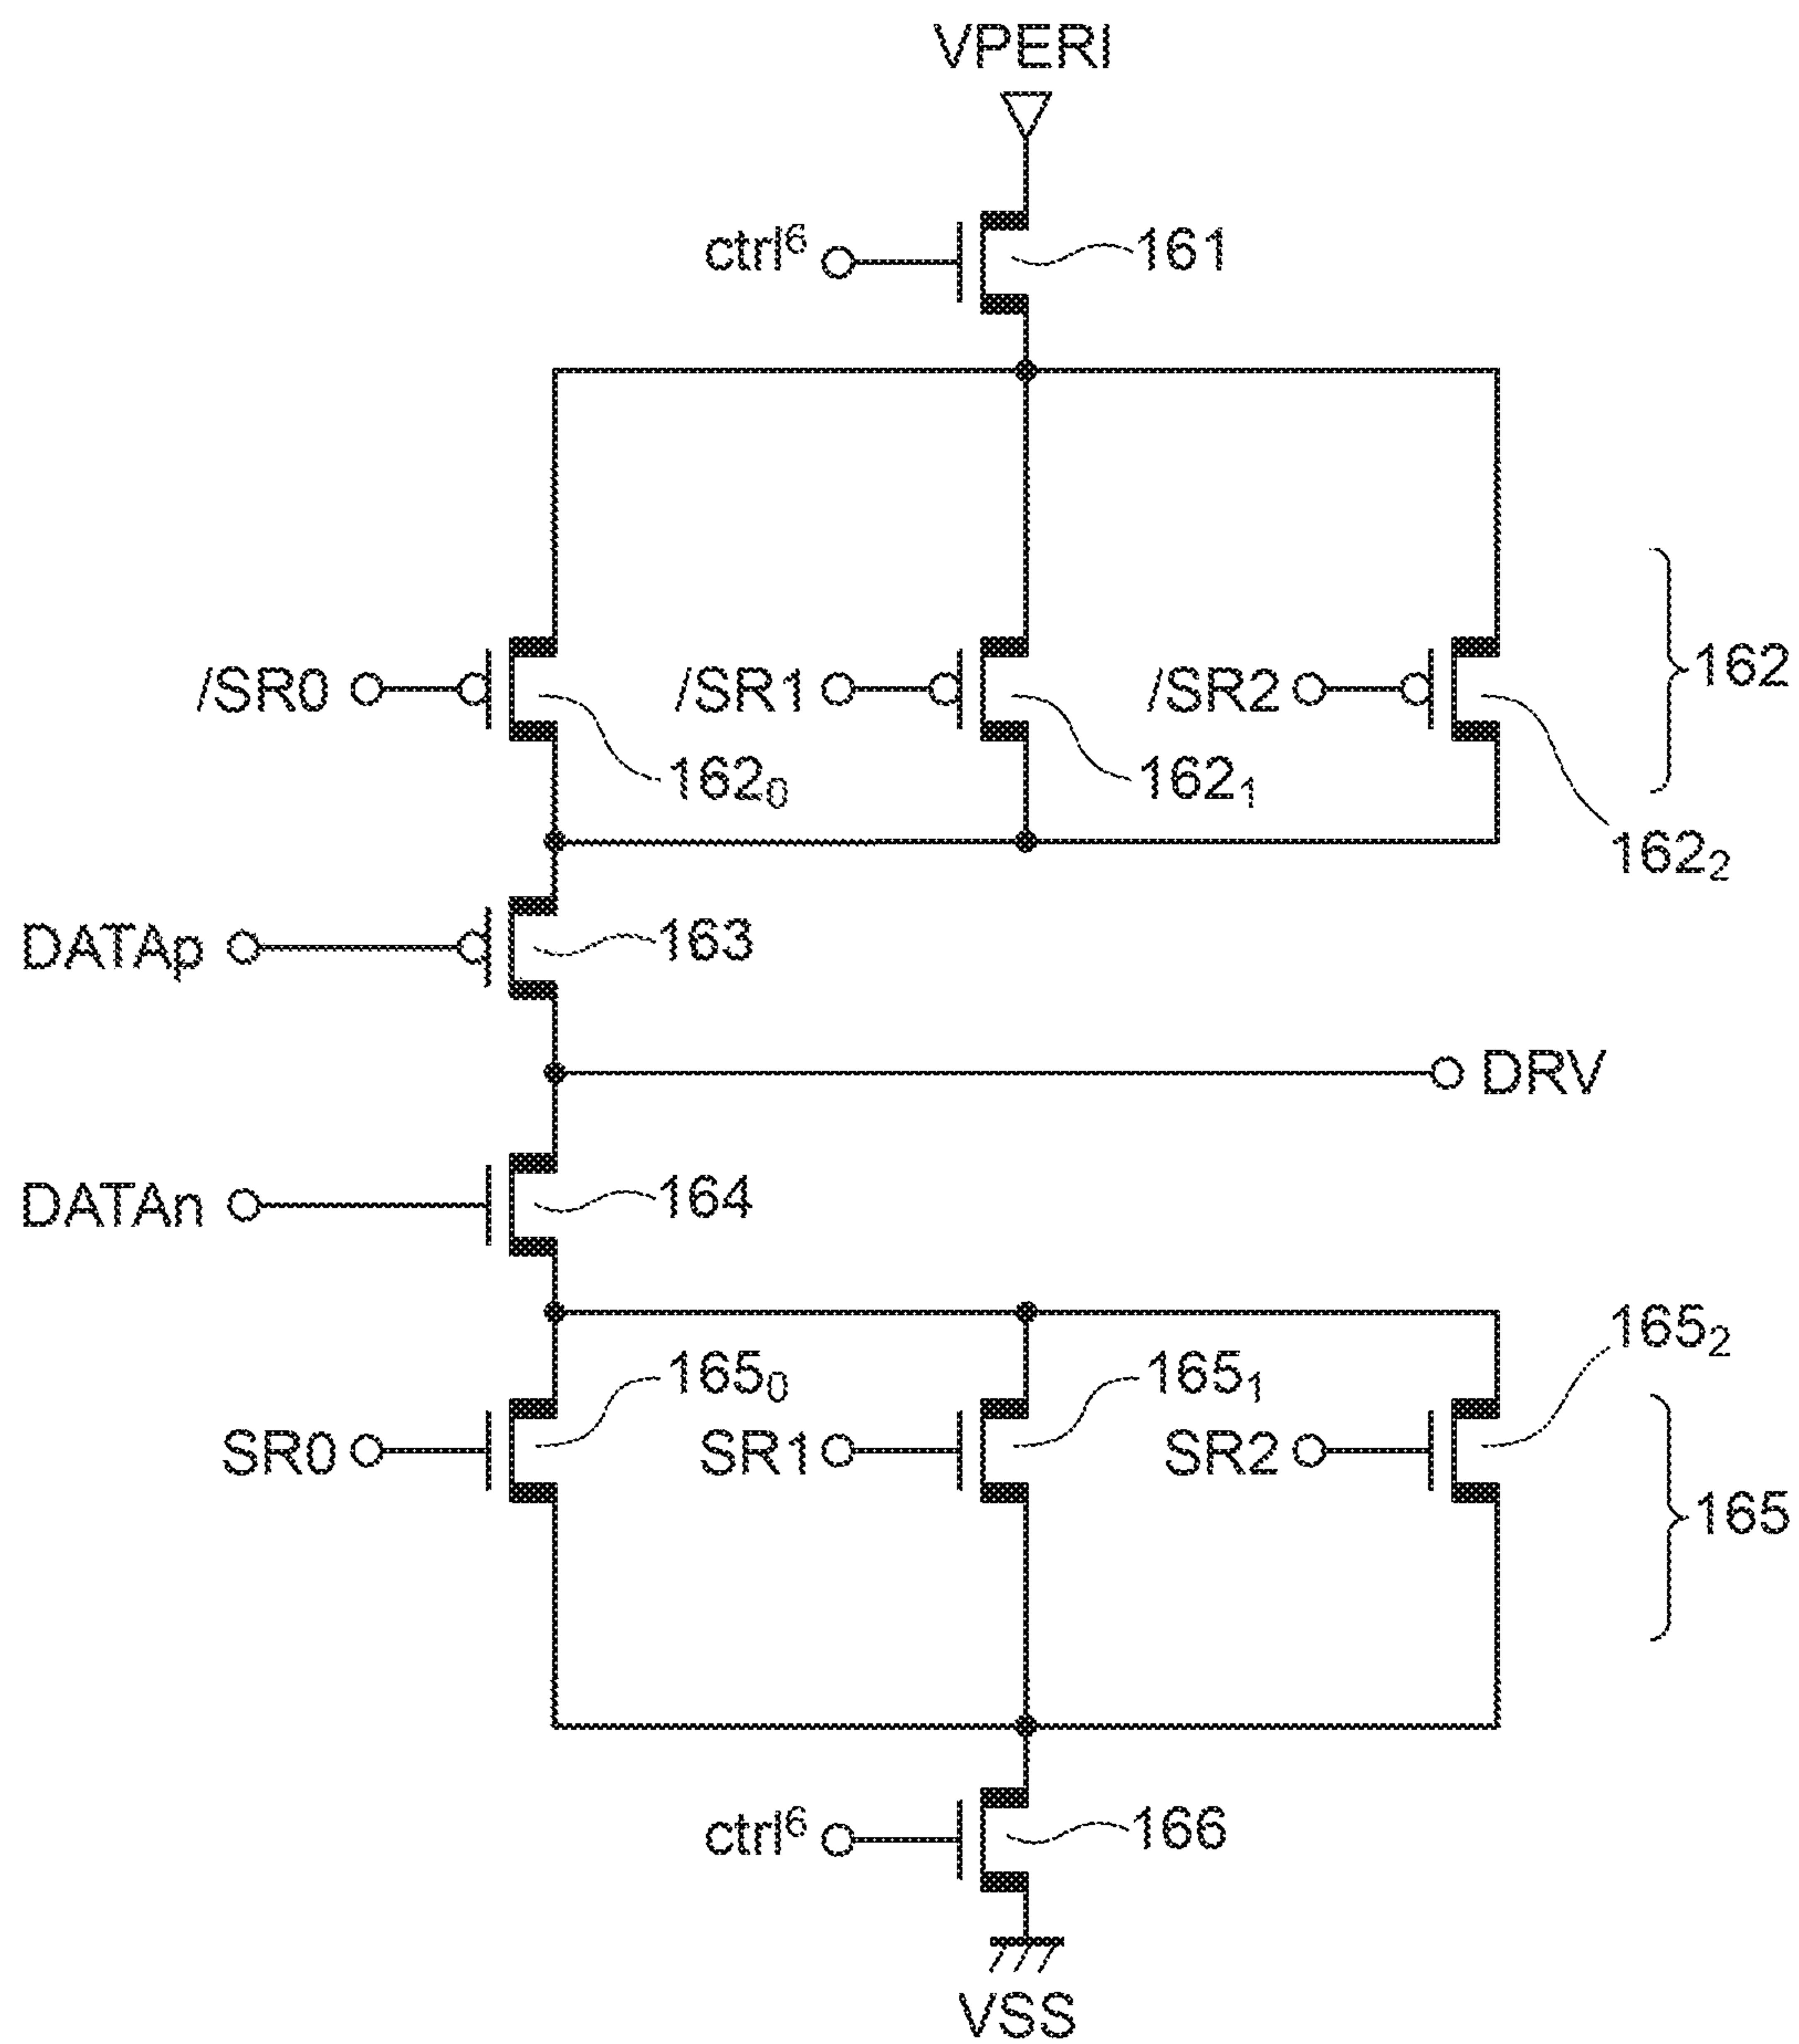 VPERI
ctrl⁶ 161
/SR0 /SR1 /SR2 162
162₀ 162₁ 162₂
DATAp 163
DRV
DATAn 164
165₀ 165₁ 165₂
SR0 SR1 SR2 165
ctrl⁶ 166
VSS